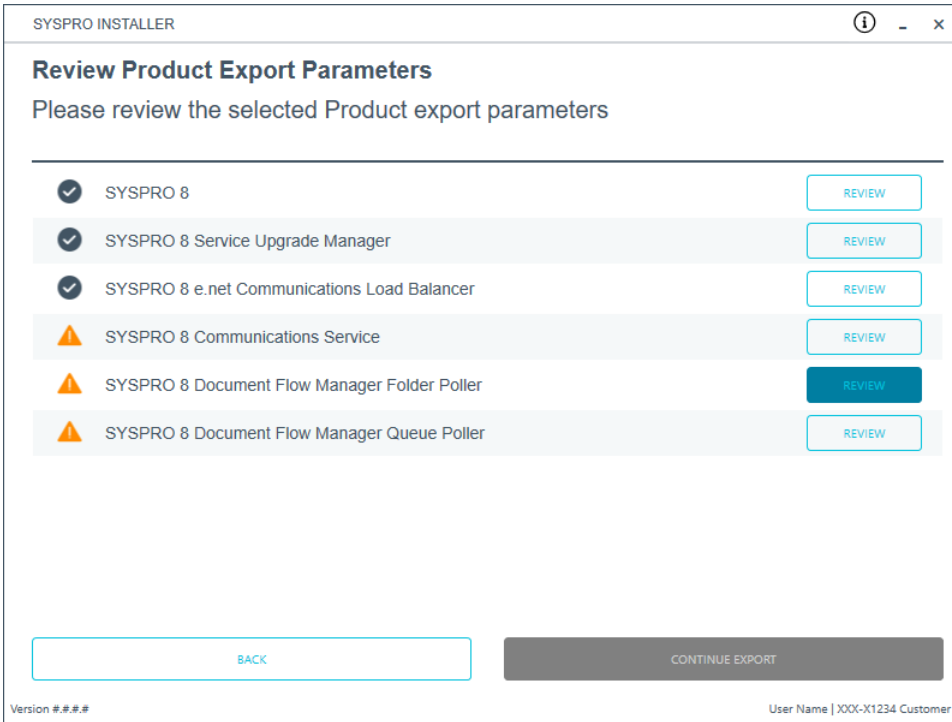 SYSPRO INSTALLER
Review Product Export Parameters
Please review the selected Product export parameters
SYSPRO 8 REVIEW
SYSPRO 8 Service Upgrade Manager REVIEW
SYSPRO 8 e.net Communications Load Balancer REVIEW
SYSPRO 8 Communications Service REVIEW
SYSPRO 8 Document Flow Manager Folder Poller REVIEW
SYSPRO 8 Document Flow Manager Queue Poller REVIEW
BACK CONTINUE EXPORT
Version #.#.#.# User Name | XXX-X1234 Customer